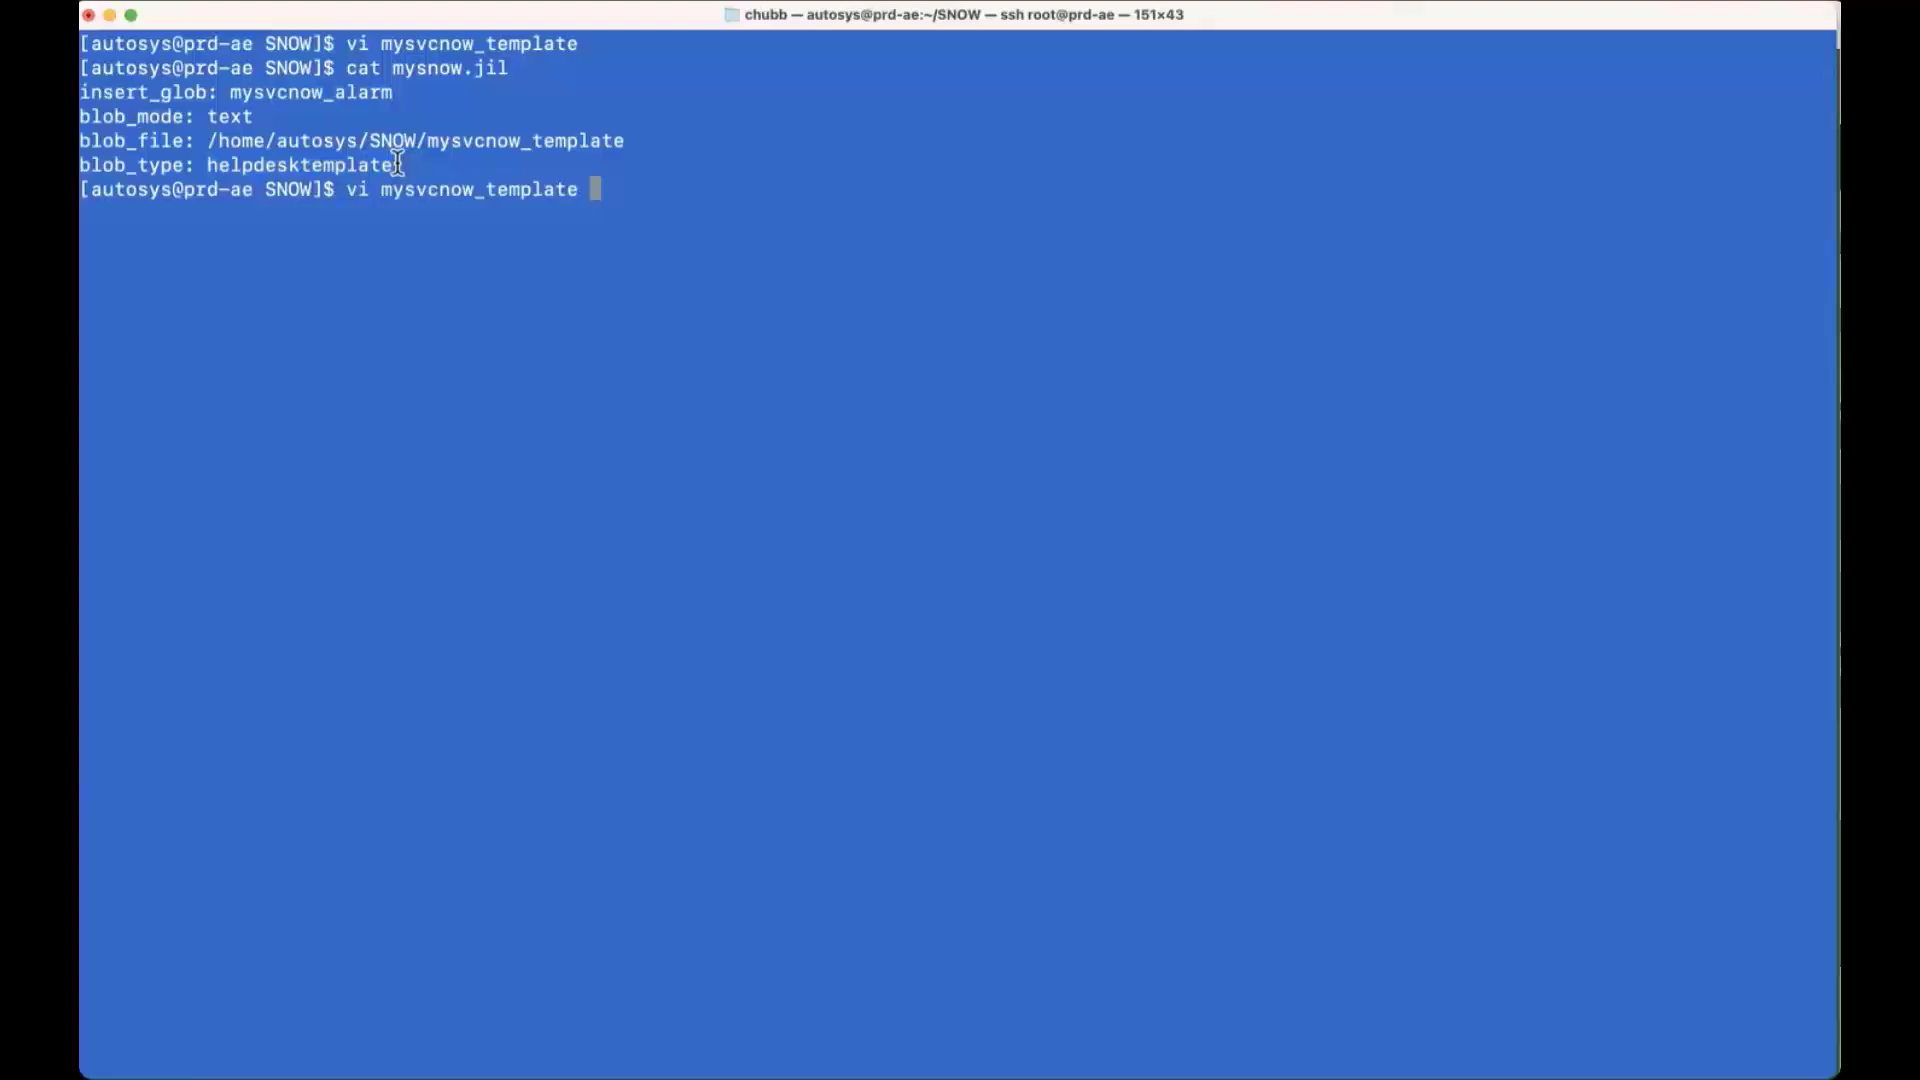 chubb — autosys@prd-ae:~/SNOW — ssh root@prd-ae — 151×43
[autosys@prd-ae SNOW]$ vi mysvcnow_template
[autosys@prd-ae SNOW]$ cat mysnow.jil
insert_glob: mysvcnow_alarm
blob_mode: text
blob_file: /home/autosys/SNOW/mysvcnow_template
blob_type: helpdesktemplate
[autosys@prd-ae SNOW]$ vi mysvcnow_template